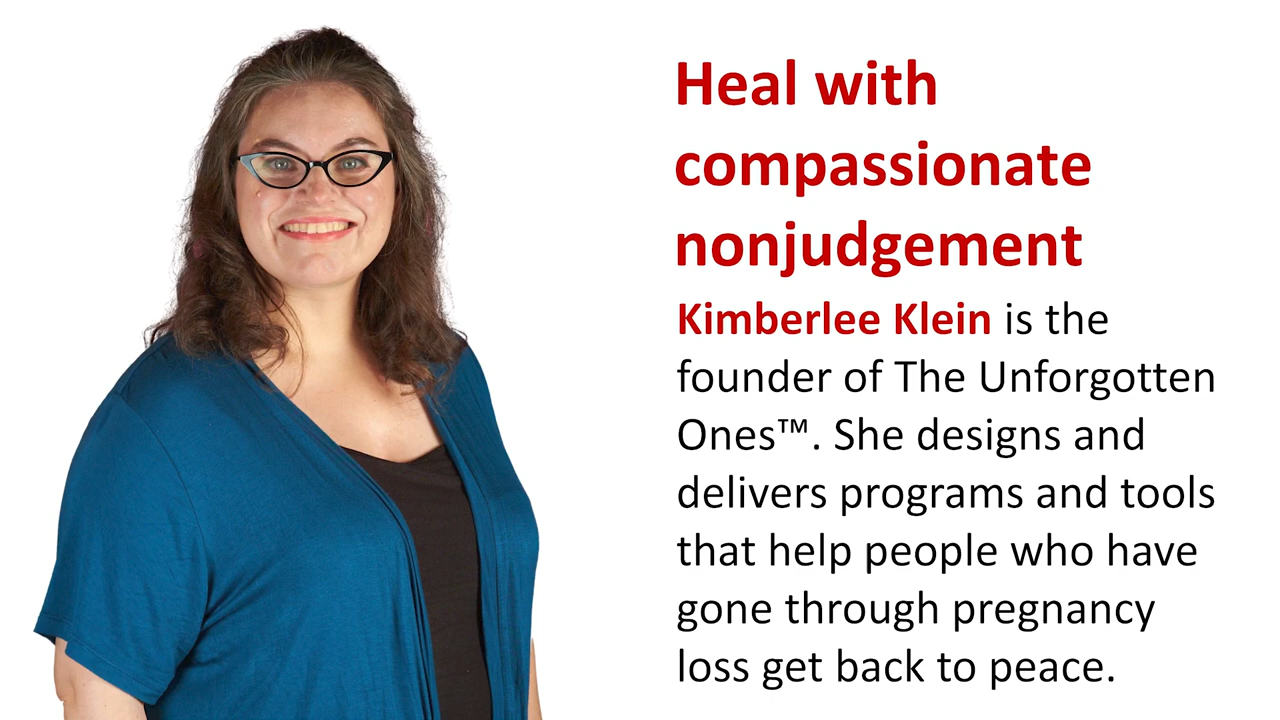 Heal with
compassionate
nonjudgement
Kimberlee Klein is the
founder of The Unforgotten
Ones™. She designs and
delivers programs and tools
that help people who have
gone through pregnancy
loss get back to peace.